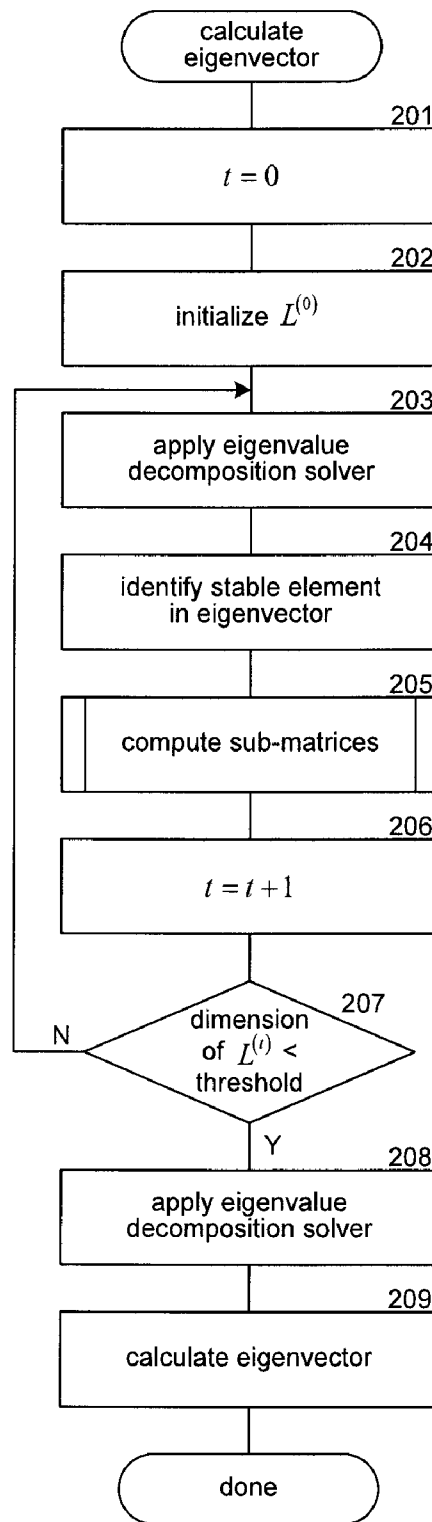 calculate
eigenvector
201
t = 0
202
initialize L^(0)
203
apply eigenvalue
decomposition solver
204
identify stable element
in eigenvector
205
compute sub-matrices
206
t = t + 1
207
dimension
of L^(t) <
threshold
N
Y
208
apply eigenvalue
decomposition solver
209
calculate eigenvector
done